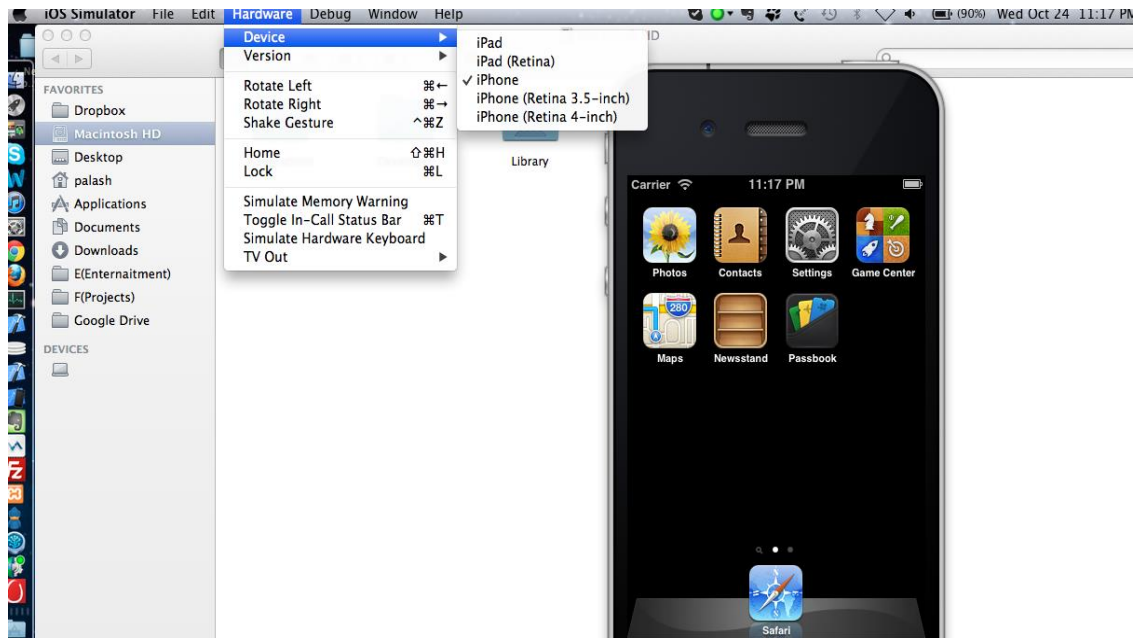 iOS Simulator File Edit Hardware Debug Window Help (90%) Wed Oct 24 11:17 PM
HD
Device
Version
Rotate Left ⌘←
Rotate Right ⌘→
Shake Gesture ^⌘Z
Home ⇧⌘H
Lock ⌘L
Simulate Memory Warning
Toggle In-Call Status Bar ⌘T
Simulate Hardware Keyboard
TV Out
iPad
iPad (Retina)
✓ iPhone
iPhone (Retina 3.5-inch)
iPhone (Retina 4-inch)
FAVORITES
Dropbox
Macintosh HD
Desktop
palash
Applications
Documents
Downloads
E(Enternaitment)
F(Projects)
Google Drive
DEVICES
Library
Carrier 11:17 PM
Photos Contacts Settings Game Center
280
Maps Newsstand Passbook
Safari